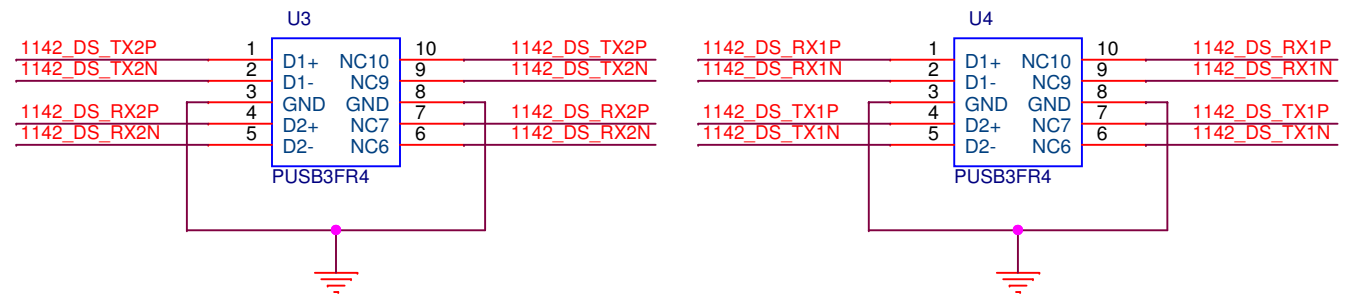 U3
1142_DS_TX2P 1 D1+ NC10 10 1142_DS_TX2P
1142_DS_TX2N 2 D1- NC9 9 1142_DS_TX2N
3 GND GND 8
1142_DS_RX2P 4 D2+ NC7 7 1142_DS_RX2P
1142_DS_RX2N 5 D2- NC6 6 1142_DS_RX2N
PUSB3FR4
U4
1142_DS_RX1P 1 D1+ NC10 10 1142_DS_RX1P
1142_DS_RX1N 2 D1- NC9 9 1142_DS_RX1N
3 GND GND 8
1142_DS_TX1P 4 D2+ NC7 7 1142_DS_TX1P
1142_DS_TX1N 5 D2- NC6 6 1142_DS_TX1N
PUSB3FR4